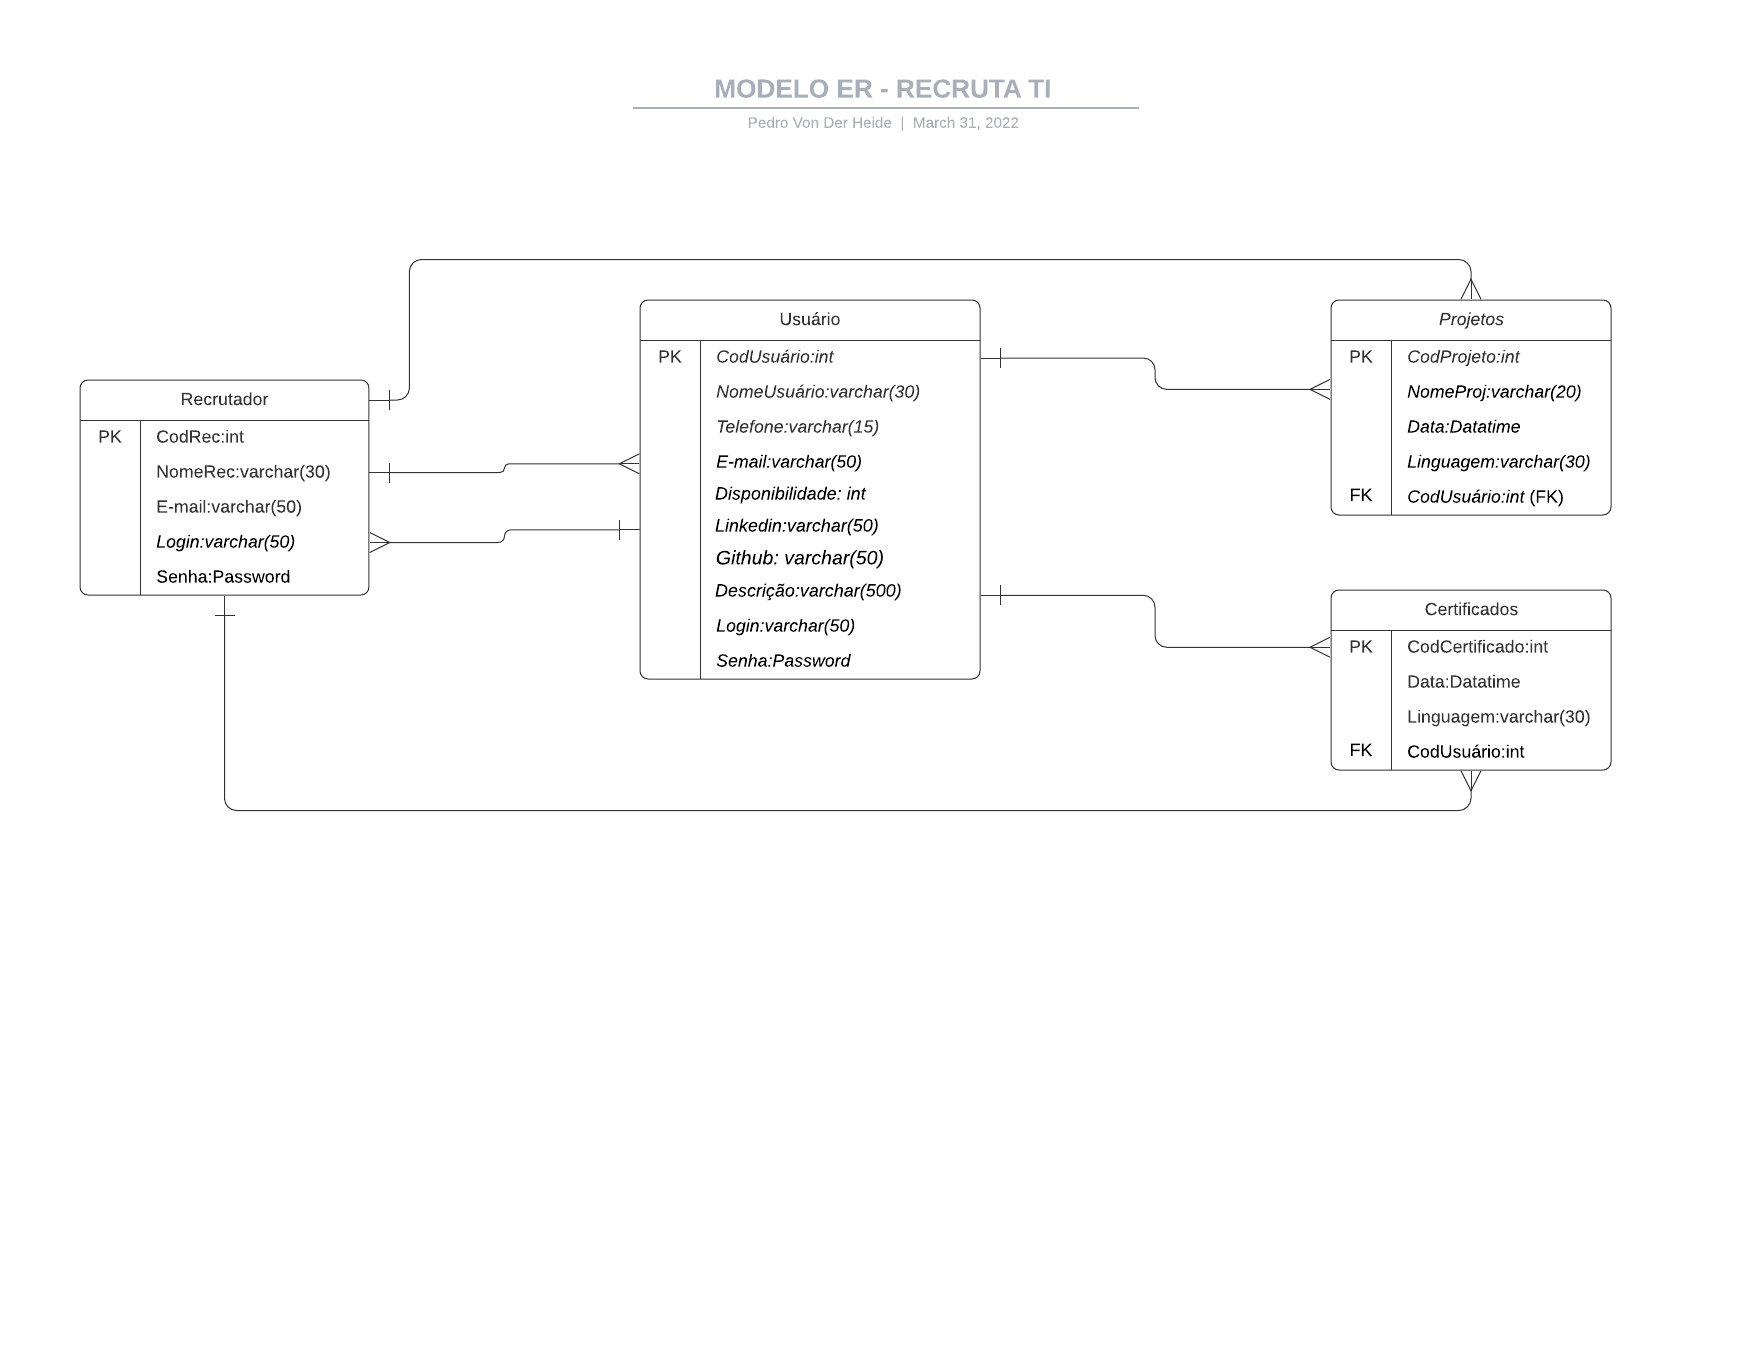 MODELO ER - RECRUTA TI
Pedro Von Der Heide | March 31, 2022
Recrutador
PK CodRec:int
NomeRec:varchar(30)
E-mail:varchar(50)
Login:varchar(50)
Senha:Password
Usuário
PK CodUsuário:int
NomeUsuário:varchar(30)
Telefone:varchar(15)
E-mail:varchar(50)
Disponibilidade: int
Linkedin:varchar(50)
Github: varchar(50)
Descrição:varchar(500)
Login:varchar(50)
Senha:Password
Projetos
PK CodProjeto:int
NomeProj:varchar(20)
Data:Datatime
Linguagem:varchar(30)
FK CodUsuário:int (FK)
Certificados
PK CodCertificado:int
Data:Datatime
Linguagem:varchar(30)
FK CodUsuário:int